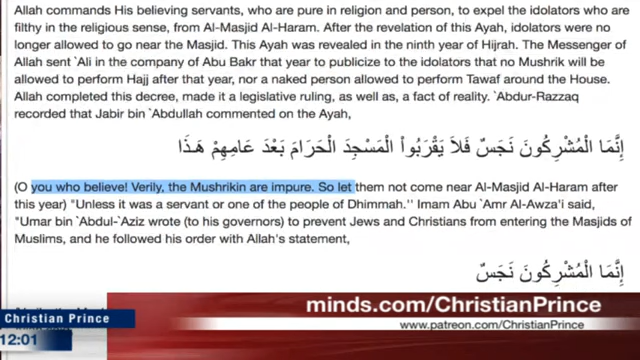 Allah commands His believing servants, who are pure in religion and person, to expel the idolators who are
filthy in the religious sense, from Al-Masjid Al-Haram. After the revelation of this Ayah, idolators were no
longer allowed to go near the Masjid. This Ayah was revealed in the ninth year of Hijrah. The Messenger of
Allah sent `Ali in the company of Abu Bakr that year to publicize to the idolators that no Mushrik will be
allowed to perform Hajj after that year, nor a naked person allowed to perform Tawaf around the House.
Allah completed this decree, made it a legislative ruling, as well as, a fact of reality. `Abdur-Razzaq
recorded that Jabir bin `Abdullah commented on the Ayah,
إِنَّمَا الْمُشْرِكُونَ نَجَسٌ فَلاَ يَقْرَبُواْ الْمَسْجِدَ الْحَرَامَ بَعْدَ عَامِهِمْ هَـذَا
(O you who believe! Verily, the Mushrikin are impure. So let them not come near Al-Masjid Al-Haram after
this year) "Unless it was a servant or one of the people of Dhimmah.'' Imam Abu `Amr Al-Awza'i said,
"Umar bin `Abdul-`Aziz wrote (to his governors) to prevent Jews and Christians from entering the Masjids of
Muslims, and he followed his order with Allah's statement,
إِنَّمَا الْمُشْرِكُونَ نَجَسٌ
minds.com/ChristianPrince
Christian Prince
www.patreon.com/ChristianPrince
12:01